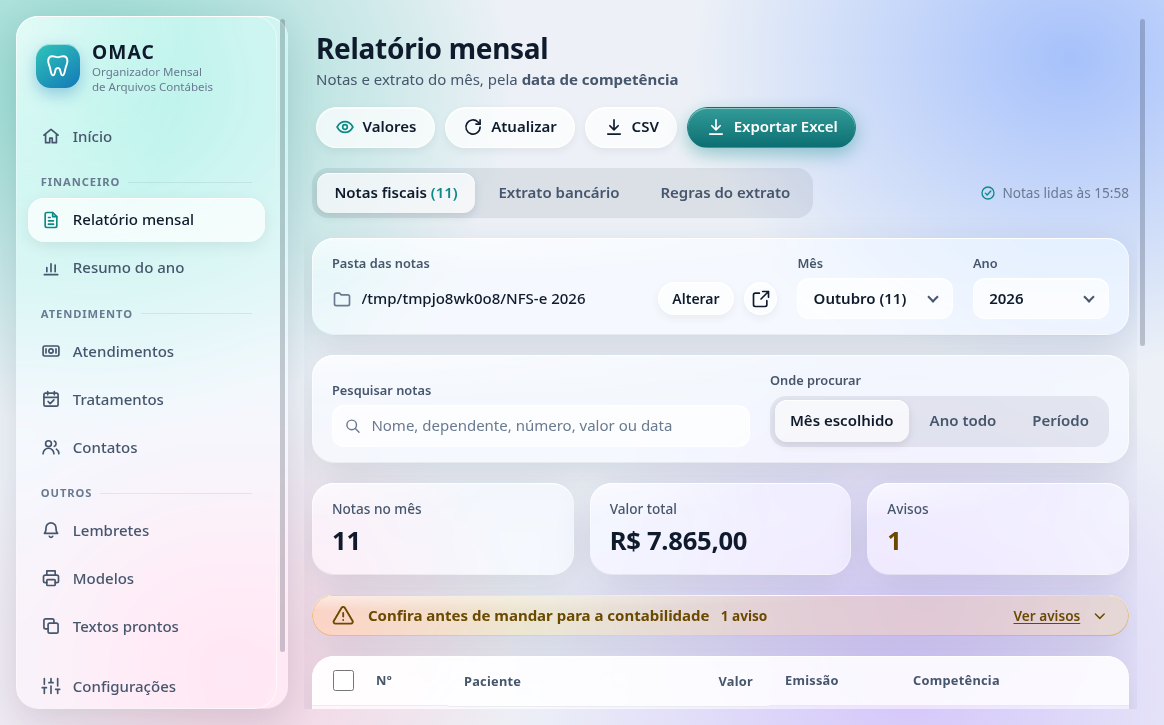 OMAC
Organizador Mensal
de Arquivos Contábeis
Início
FINANCEIRO
Relatório mensal
Resumo do ano
ATENDIMENTO
Atendimentos
Tratamentos
Contatos
OUTROS
Lembretes
Modelos
Textos prontos
Configurações
Relatório mensal
Notas e extrato do mês, pela data de competência
Valores
Atualizar
CSV
Exportar Excel
Notas fiscais (11)
Extrato bancário
Regras do extrato
Notas lidas às 15:58
Pasta das notas
Mês
Ano
/tmp/tmpjo8wk0o8/NFS-e 2026
Alterar
Outubro (11)
2026
Pesquisar notas
Onde procurar
Nome, dependente, número, valor ou data
Mês escolhido
Ano todo
Período
Notas no mês
11
Valor total
R$ 7.865,00
Avisos
1
Confira antes de mandar para a contabilidade 1 aviso
Ver avisos
Nº
Paciente
Valor
Emissão
Competência